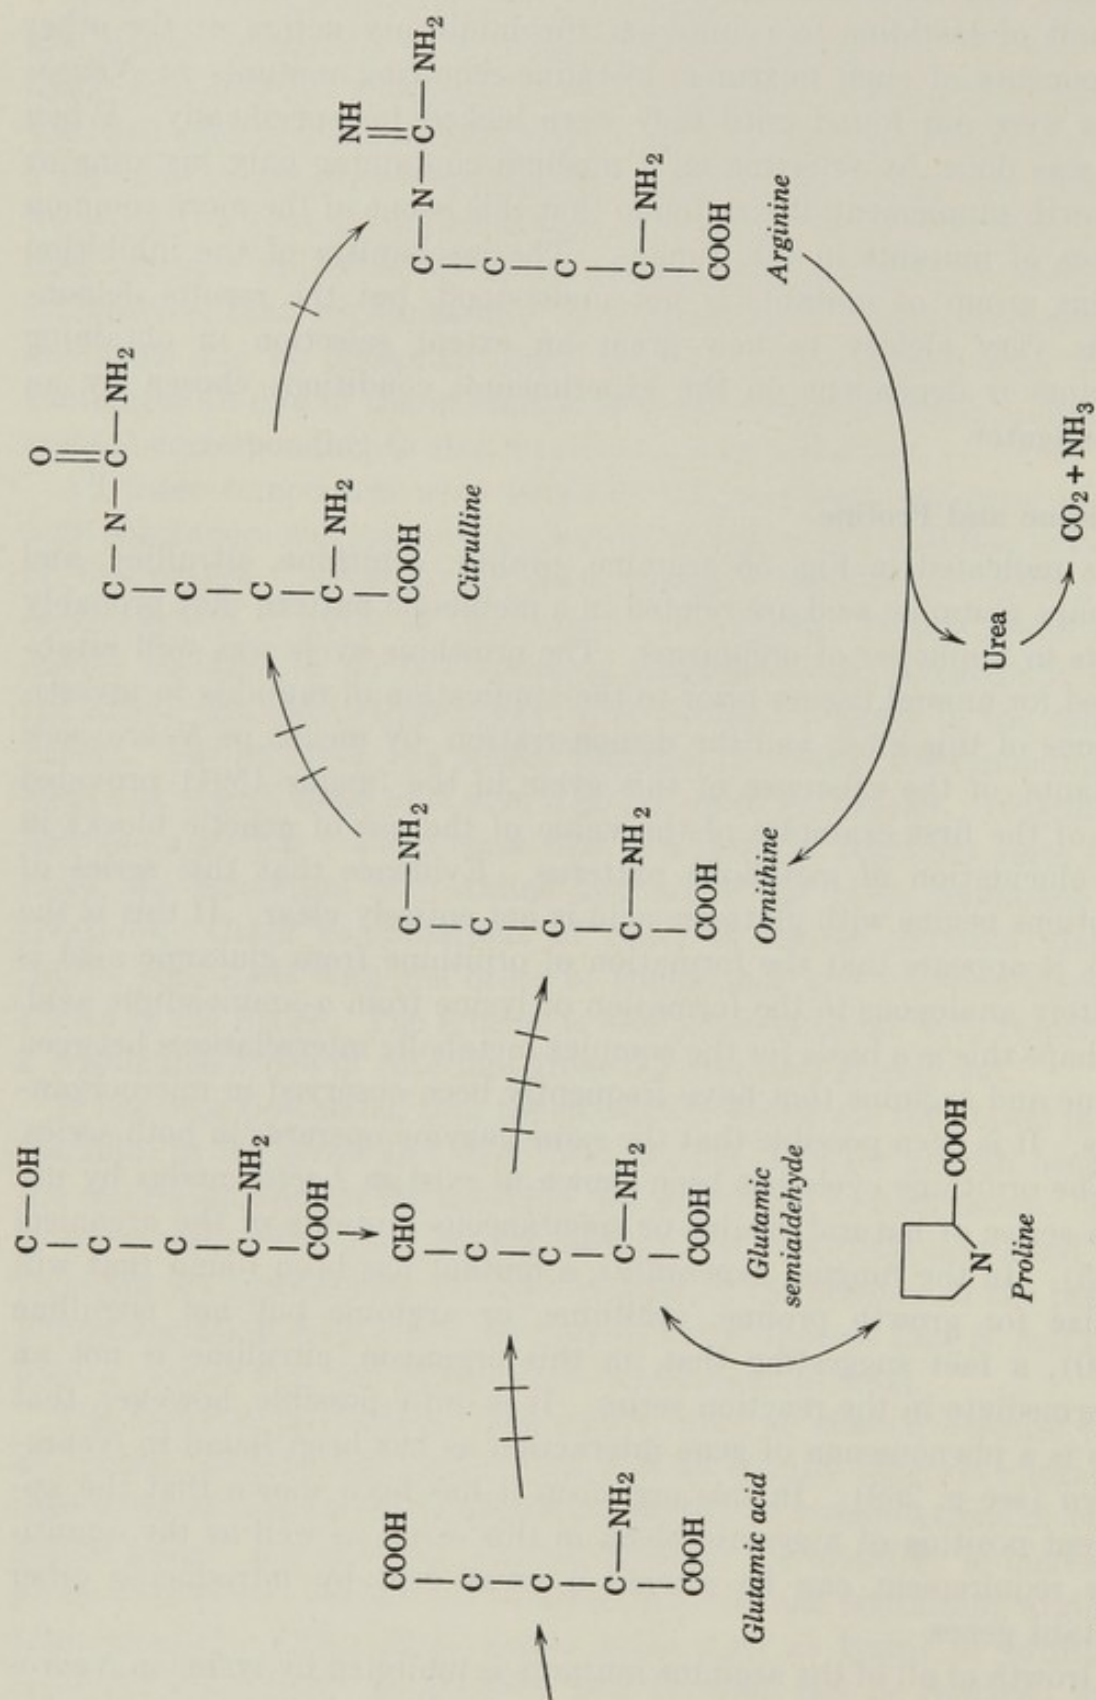 COOH
C
C
C—NH2
COOH
Glutamic acid
C—OH
C
C
C—NH2
COOH
CHO
C
C
C—NH2
COOH
Glutamic
semialdehyde
N
COOH
Proline
C—NH2
C
C
C—NH2
COOH
Ornithine
O
C—N—C—NH2
C
C
C—NH2
COOH
Citrulline
NH
C—N—C—NH2
C
C
C—NH2
COOH
Arginine
Urea
CO2 + NH3